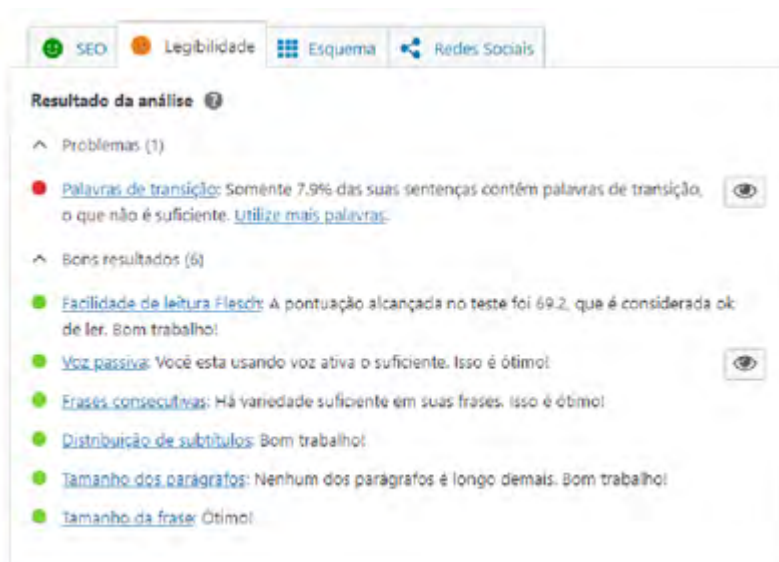 SEO Legibilidade Esquema Redes Sociais
Resultado da análise
Problemas (1)
Palavras de transição: Somente 7.9% das suas sentenças contêm palavras de transição,
o que não é suficiente. Utilize mais palavras.
Bons resultados (6)
Facilidade de leitura Flesch: A pontuação alcançada no teste foi 69.2, que é considerada ok
de ler. Bom trabalho!
Voz passiva: Você esta usando voz ativa o suficiente. Isso é ótimo!
Frases consecutivas: Há variedade suficiente em suas frases. Isso é ótimo!
Distribuição de subtítulos: Bom trabalho!
Tamanho dos parágrafos: Nenhum dos parágrafos é longo demais. Bom trabalho!
Tamanho da frase: Ótimo!